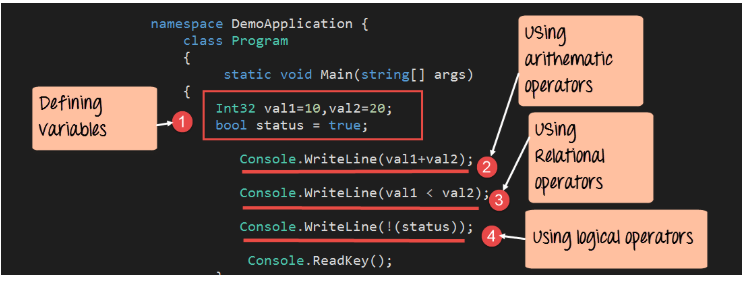 namespace DemoApplication {
class Program
{
static void Main(string[] args)
{
Int32 val1=10,val2=20;
bool status = true;
Console.WriteLine(val1+val2);
Console.WriteLine(val1 < val2);
Console.WriteLine(!(status));
Console.ReadKey();
Defining
variables
1
Using
arithematic
operators
2
Using
Relational
operators
3
Using logical operators
4